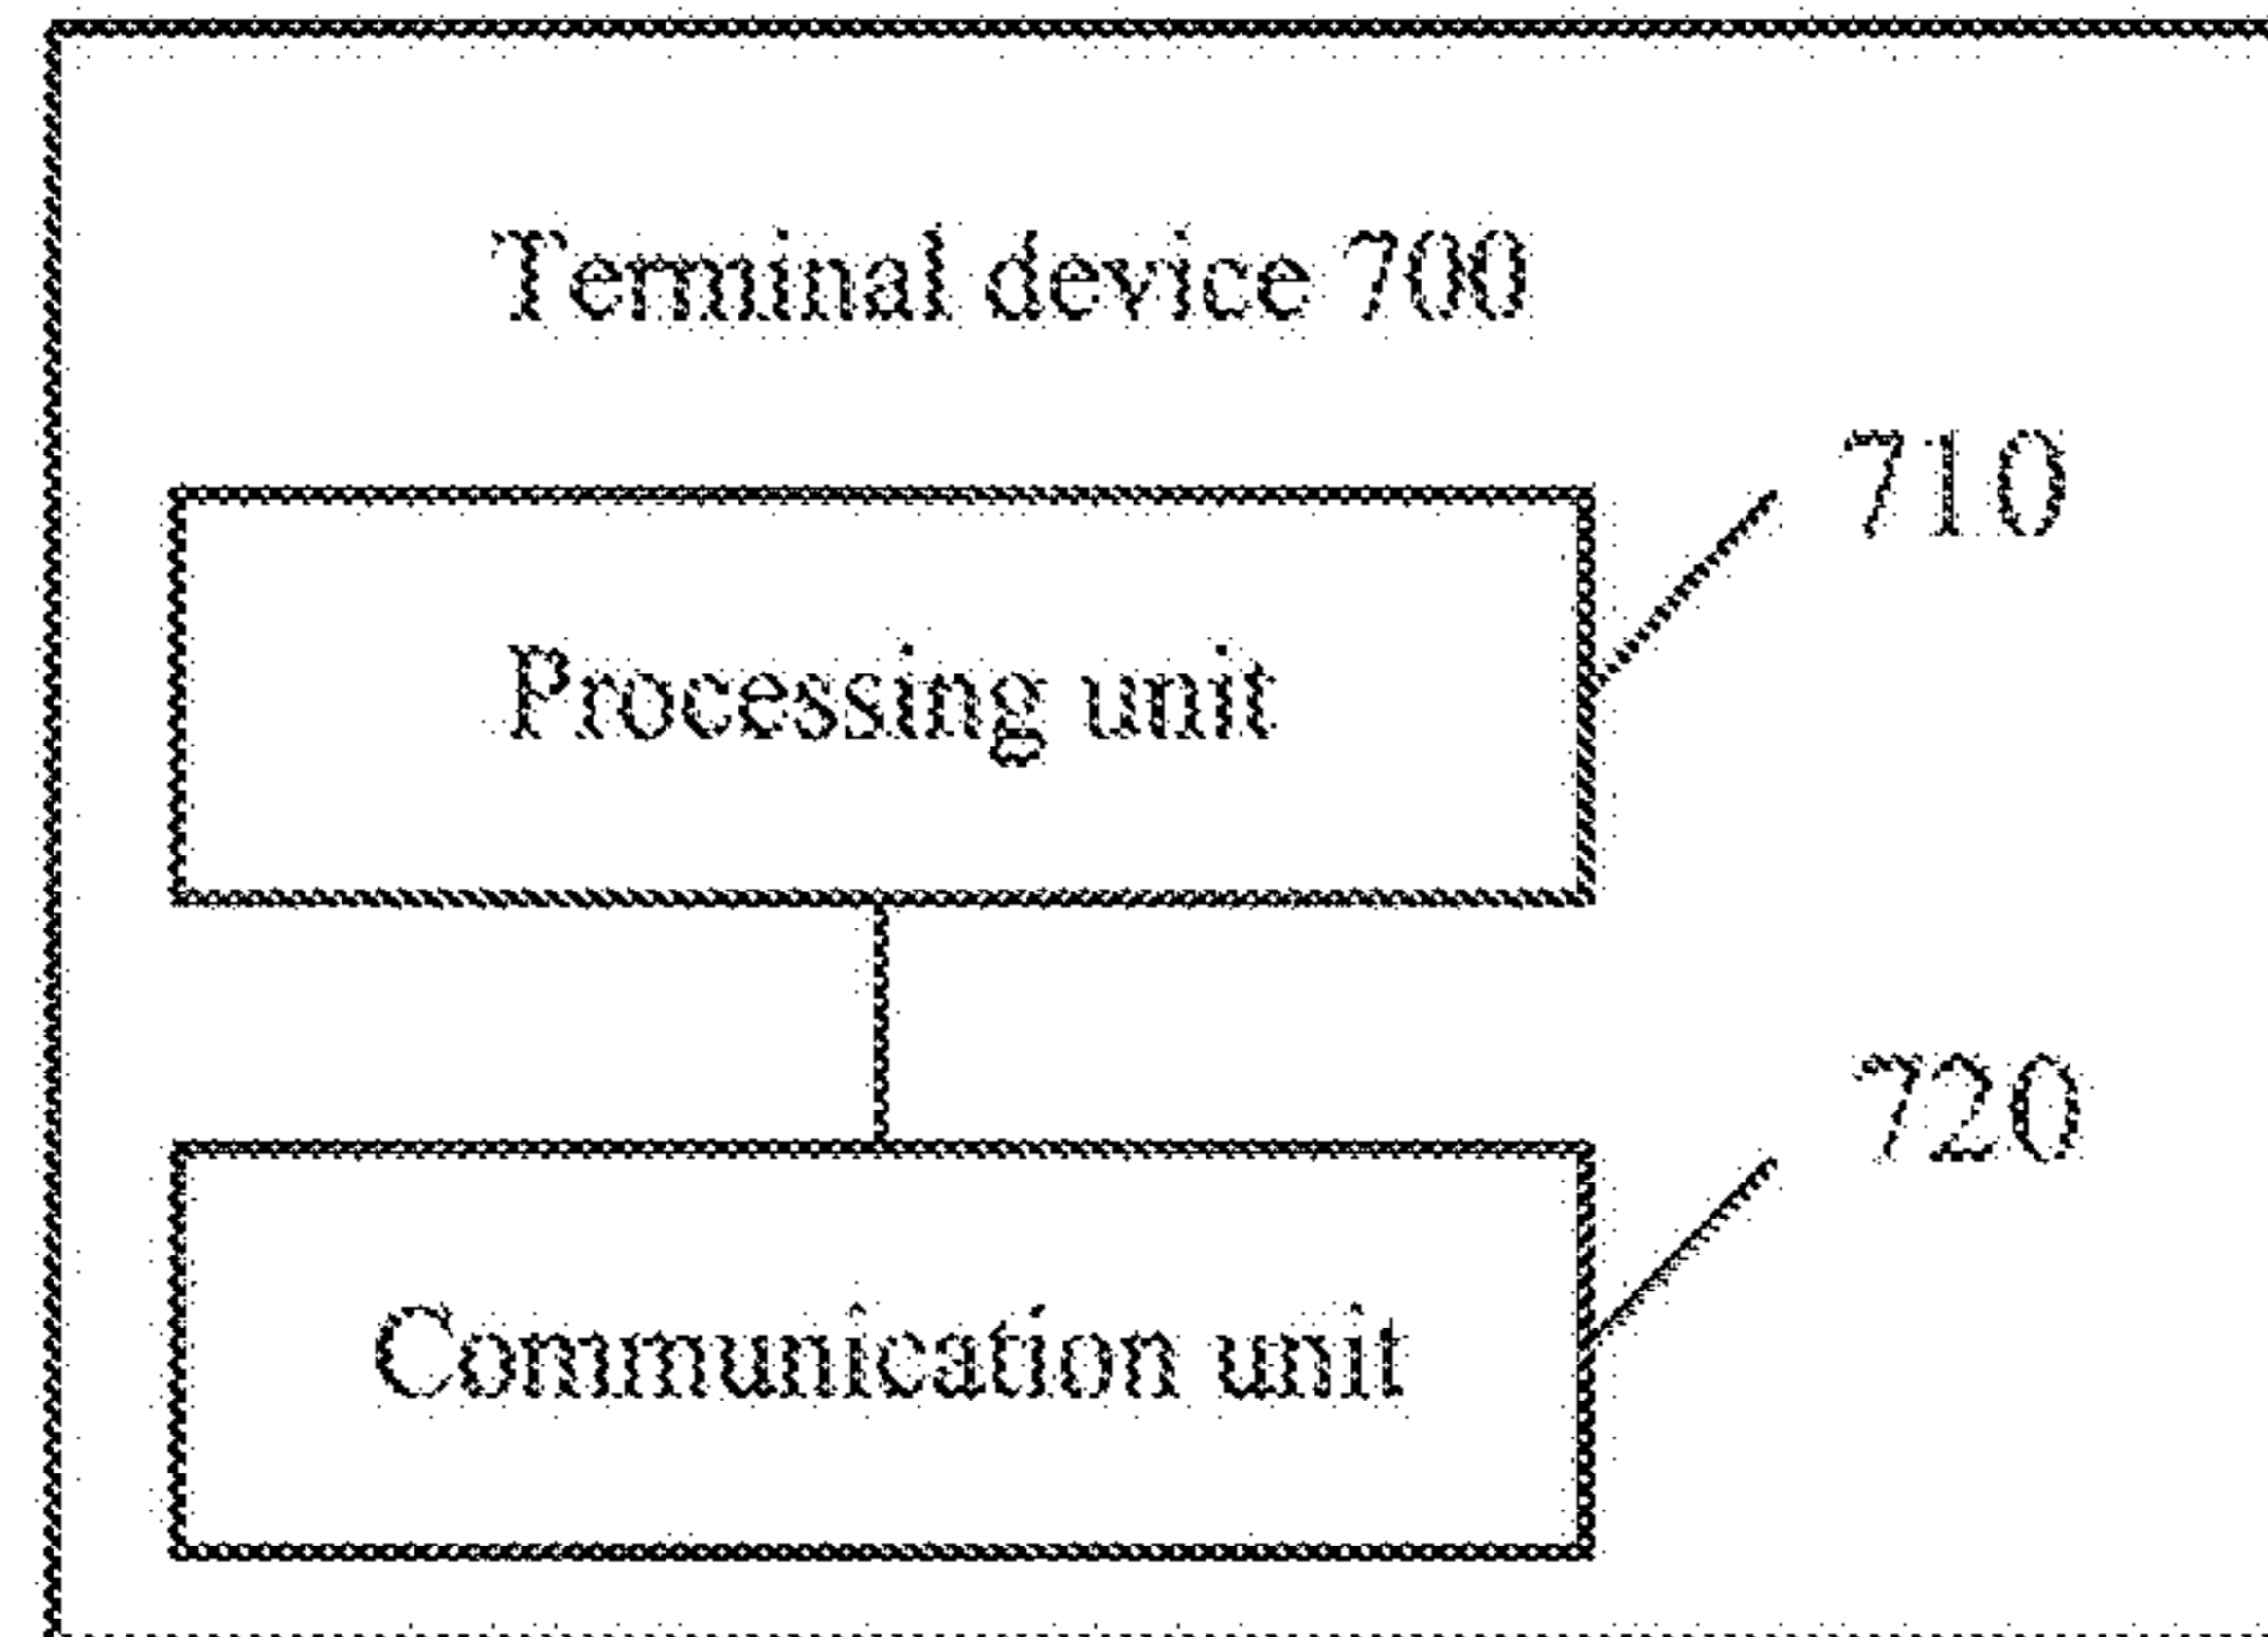 Terminal device 700
710
Processing unit
720
Communication unit